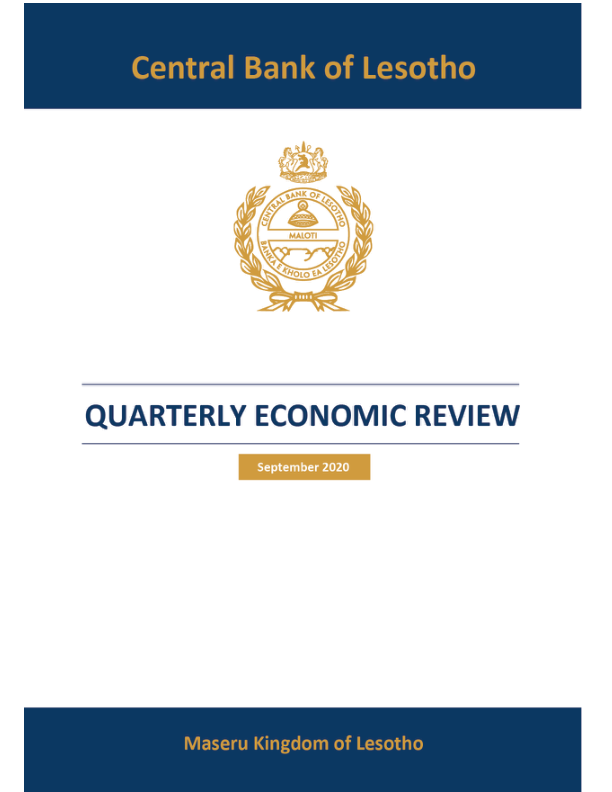 Central Bank of Lesotho
CENTRAL BANK OF LESOTHO
MALOTI
BANKA E KHOLO EA LESOTHO
QUARTERLY ECONOMIC REVIEW
September 2020
Maseru Kingdom of Lesotho